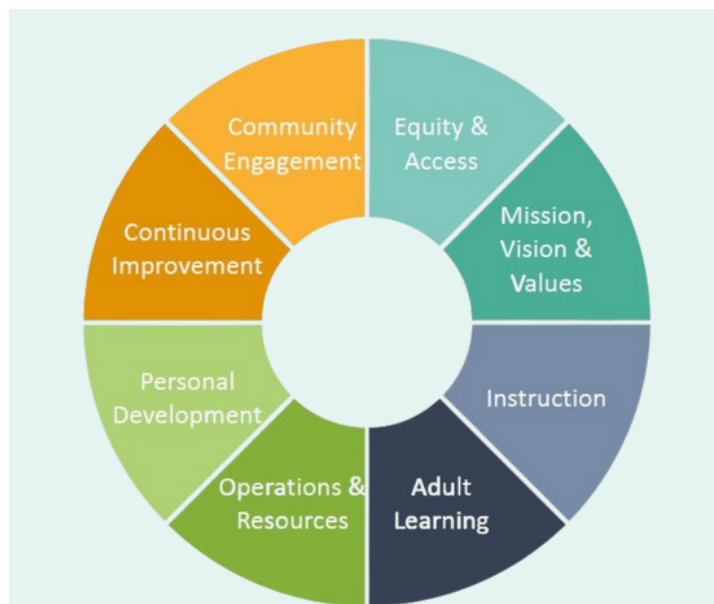 Equity &
Access
Mission,
Vision &
Values
Instruction
Adult
Learning
Operations &
Resources
Personal
Development
Continuous
Improvement
Community
Engagement